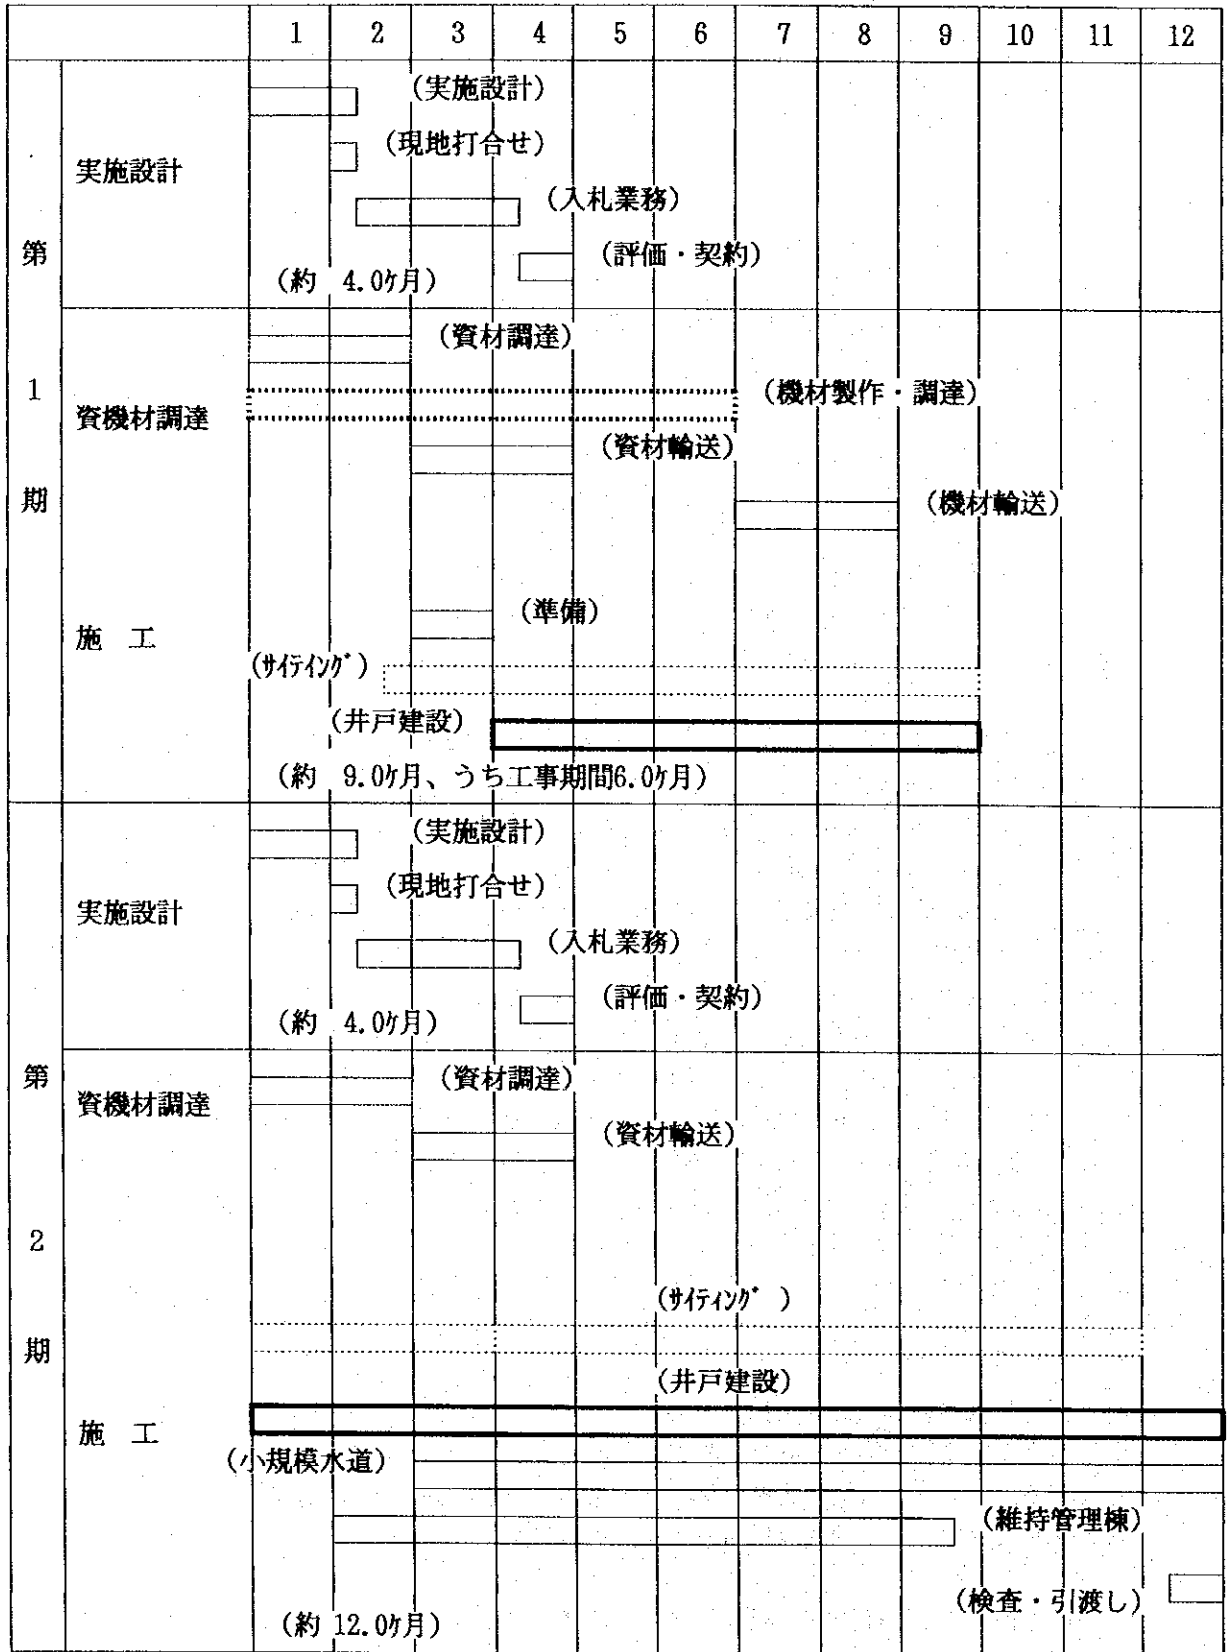 1 2 3 4 5 6 7 8 9 10 11 12
第1期
実施設計
(実施設計)
(現地打合せ)
(入札業務)
(評価・契約)
(約 4.0ヶ月)
資機材調達
(資材調達)
(機材製作・調達)
(資材輸送)
(機材輸送)
施 工
(準備)
(サイティング)
(井戸建設)
(約 9.0ヶ月、うち工事期間6.0ヶ月)
第2期
実施設計
(実施設計)
(現地打合せ)
(入札業務)
(評価・契約)
(約 4.0ヶ月)
資機材調達
(資材調達)
(資材輸送)
施 工
(サイティング )
(井戸建設)
(小規模水道)
(維持管理棟)
(検査・引渡し)
(約 12.0ヶ月)